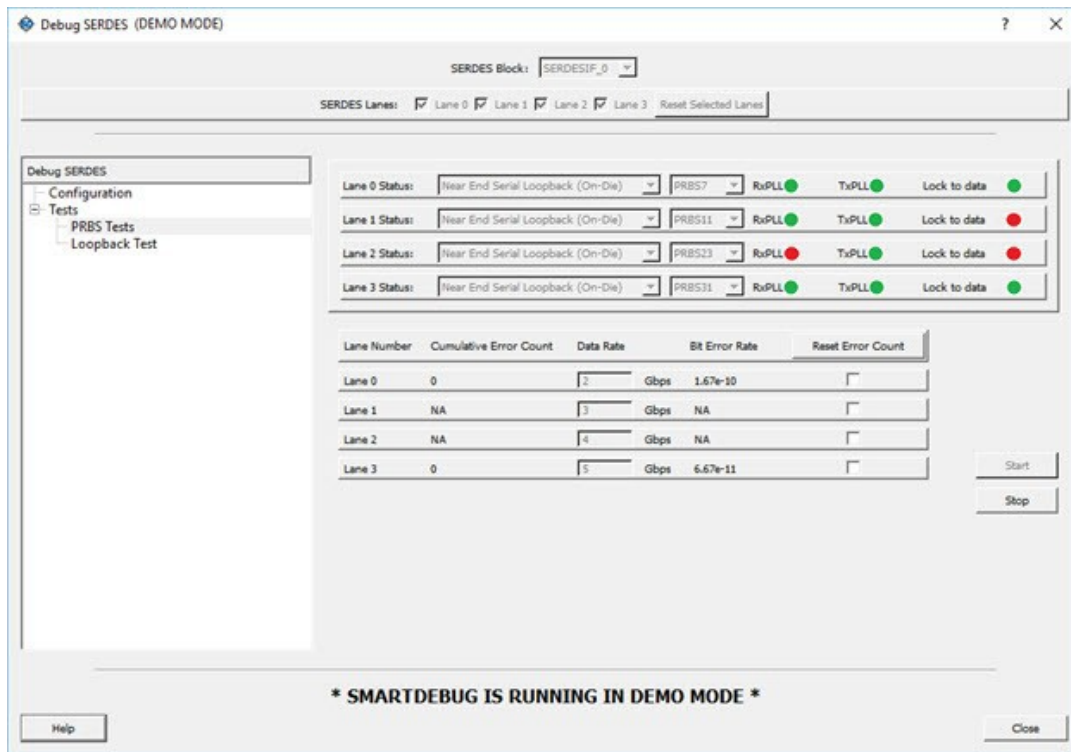 Debug SERDES (DEMO MODE)
SERDES Block: SERDESIF_0
SERDES Lanes: Lane 0 Lane 1 Lane 2 Lane 3 Reset Selected Lanes
Debug SERDES
Configuration
Tests
PRBS Tests
Loopback Test
Lane 0 Status: Near End Serial Loopback (On-Die) PRBS7 RxPLL TxPLL Lock to data
Lane 1 Status: Near End Serial Loopback (On-Die) PRBS11 RxPLL TxPLL Lock to data
Lane 2 Status: Near End Serial Loopback (On-Die) PRBS23 RxPLL TxPLL Lock to data
Lane 3 Status: Near End Serial Loopback (On-Die) PRBS31 RxPLL TxPLL Lock to data
Lane Number Cumulative Error Count Data Rate Bit Error Rate Reset Error Count
Lane 0 0 2 Gbps 1.67e-10
Lane 1 NA 3 Gbps NA
Lane 2 NA 4 Gbps NA
Lane 3 0 5 Gbps 6.67e-11
Start
Stop
* SMARTDEBUG IS RUNNING IN DEMO MODE *
Help
Close